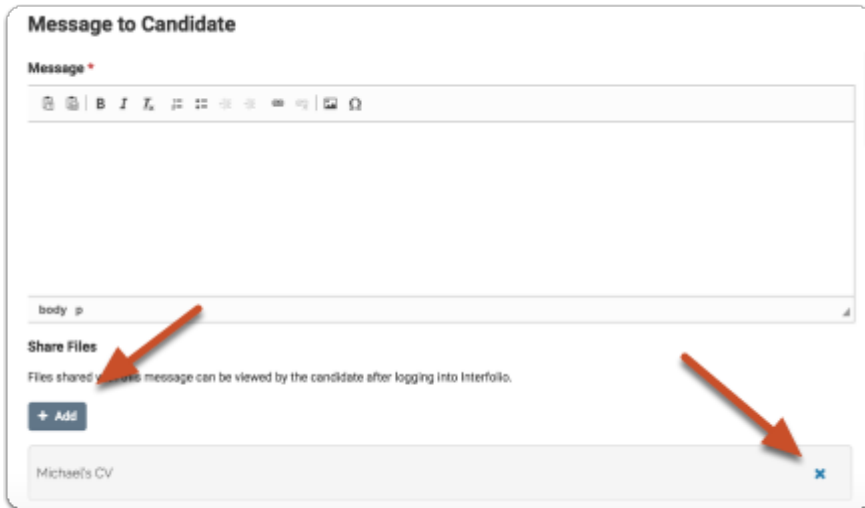 Message to Candidate
Message *
body p
Share Files
Files shared this message can be viewed by the candidate after logging into Interfolio.
+ Add
Michael's CV